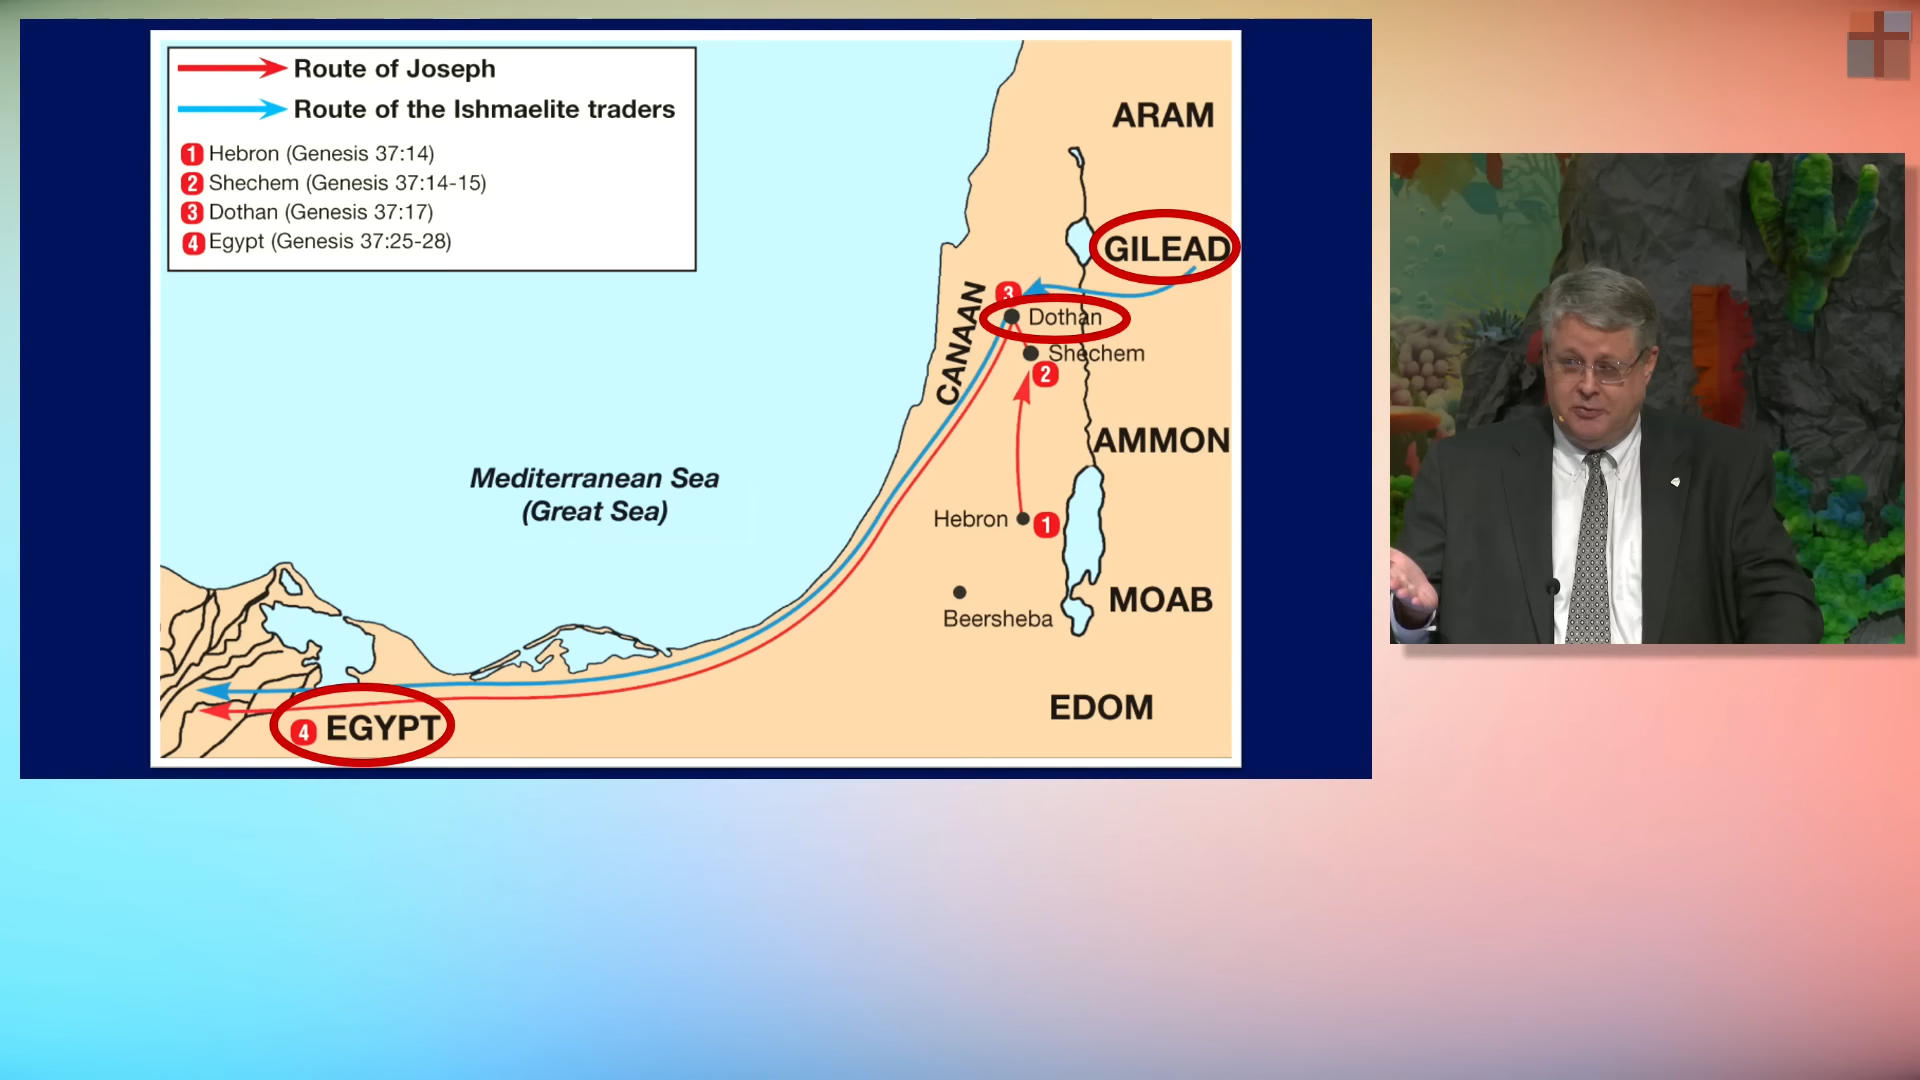 Route of Joseph
Route of the Ishmaelite traders
1 Hebron (Genesis 37:14)
2 Shechem (Genesis 37:14-15)
3 Dothan (Genesis 37:17)
4 Egypt (Genesis 37:25-28)
ARAM
GILEAD
3
Dothan
CANAAN
Shechem
2
AMMON
Mediterranean Sea
(Great Sea)
Hebron 1
Beersheba
MOAB
EDOM
4 EGYPT